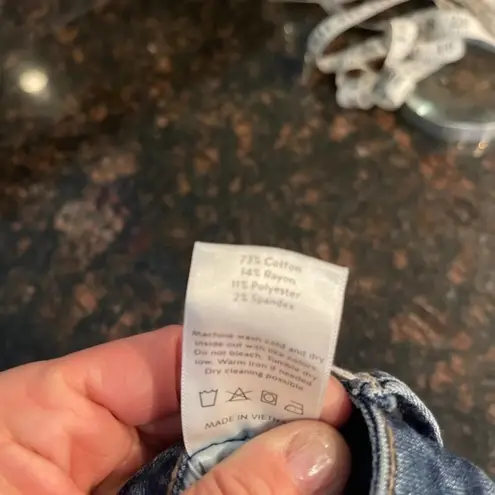 73% Cotton
14% Rayon
11% Polyester
2% Spandex
Machine wash cold and dry
inside out with like colors.
Do not bleach. Tumble dry
low. Warm iron if needed
Dry cleaning possible
MADE IN VIETN